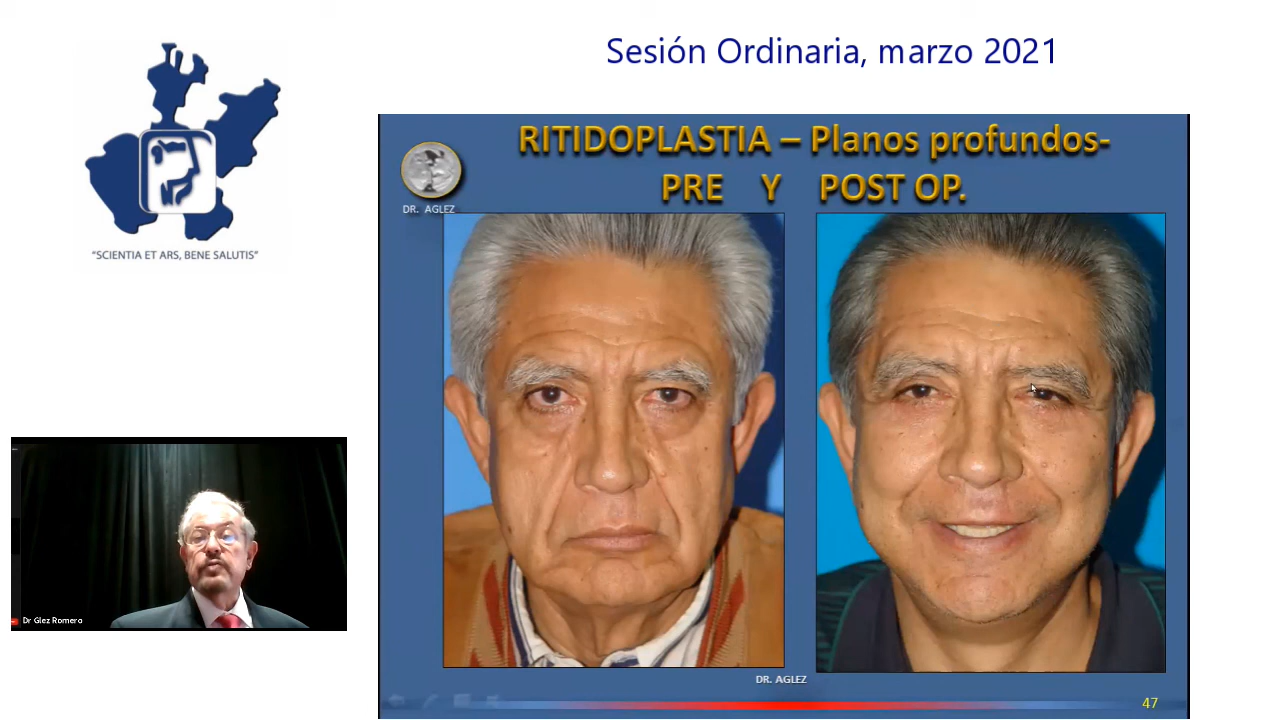 Sesión Ordinaria, marzo 2021
"SCIENTIA ET ARS, BENE SALUTIS"
RITIDOPLASTIA – Planos profundos-
PRE Y POST OP.
DR. AGLEZ
Dr Glez Romero
DR. AGLEZ
47